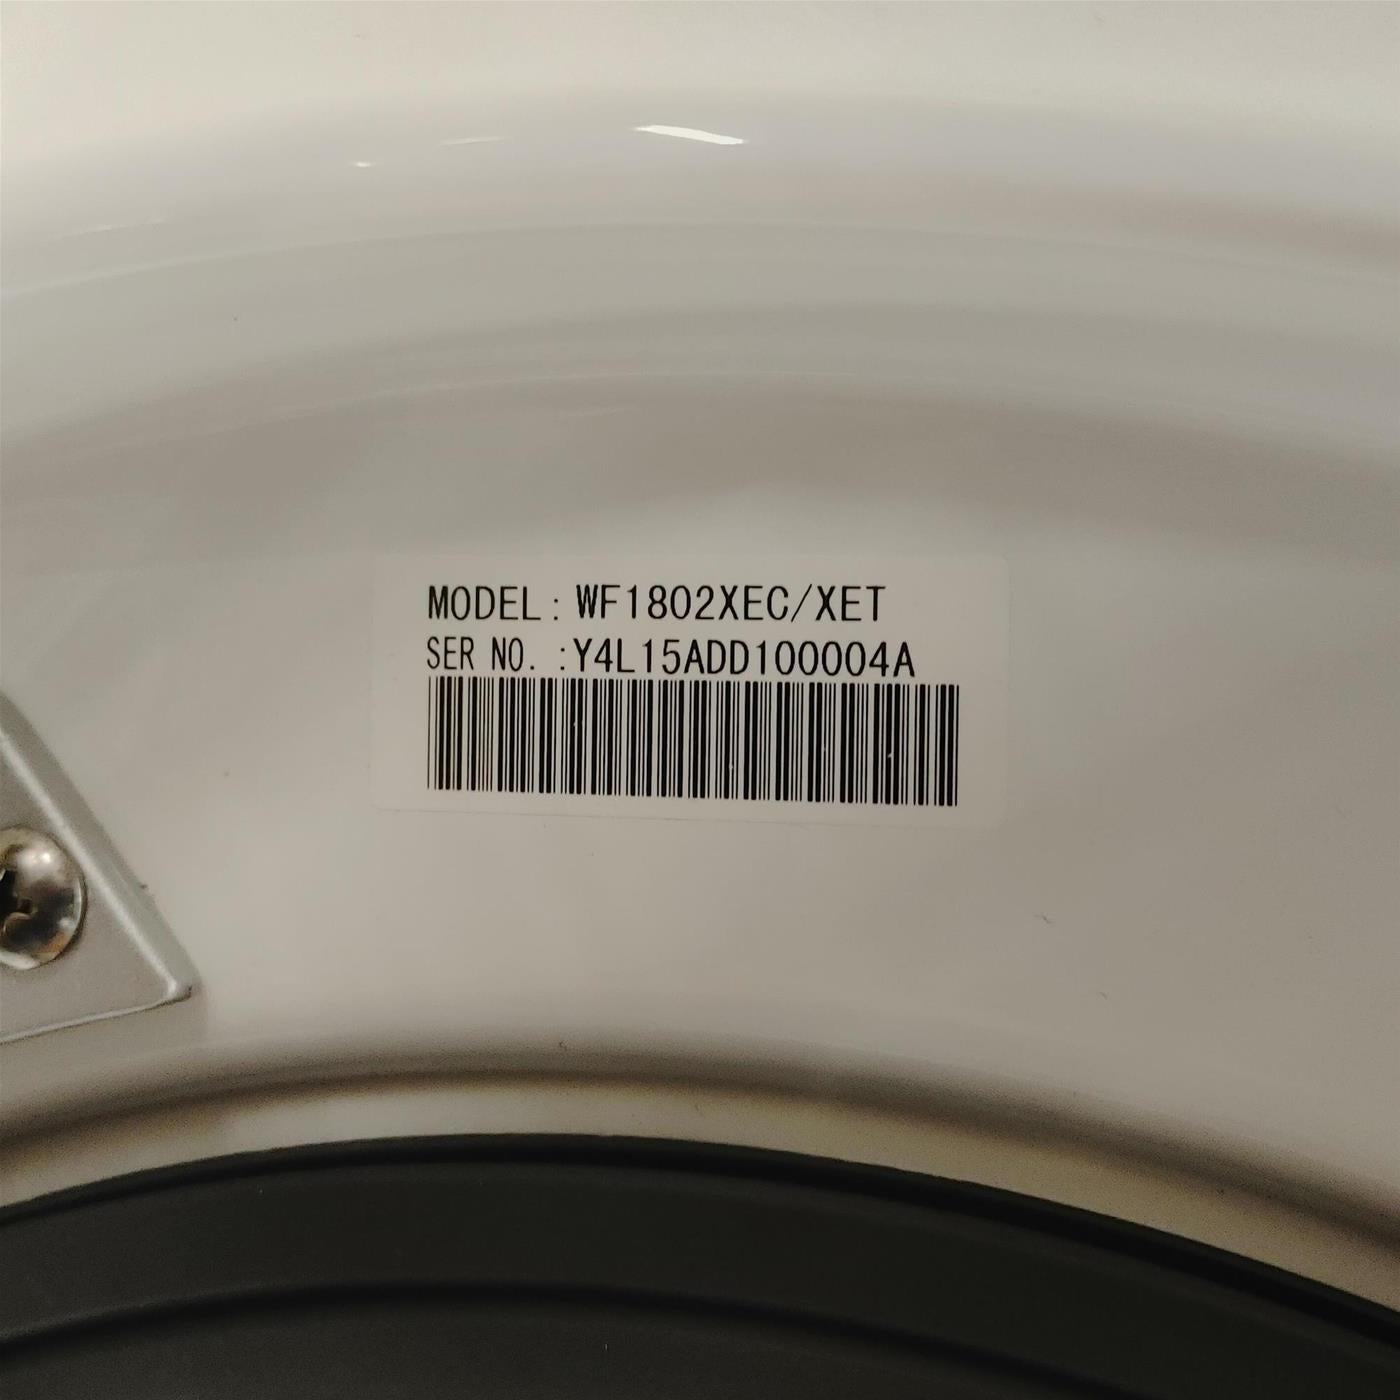 MODEL: WF1802XEC/XET
SER NO. :Y4L15ADD100004A